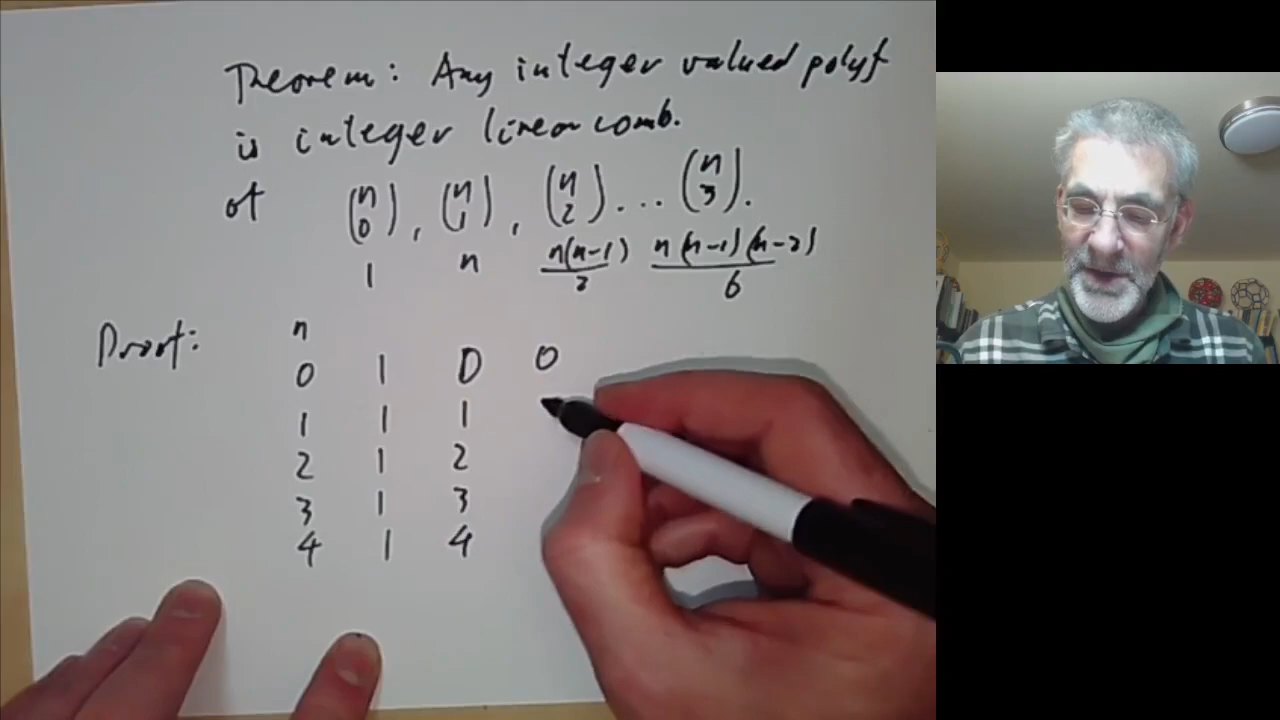 Theorem: Any integer valued polyf
is integer linear comb.
of (n 0), (n 1), (n 2)...(n 3).
1 n n(n-1)/2 n(n-1)(n-2)/6
Proof: n
0 1 0 0
1 1 1
2 1 2
3 1 3
4 1 4